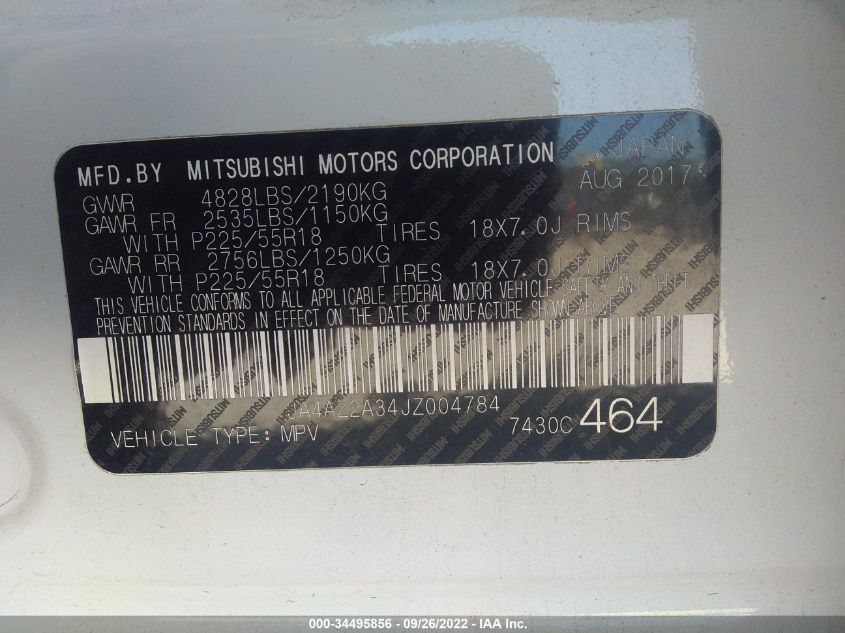 MFD.BY MITSUBISHI MOTORS CORPORATION JAPAN
GVWR 4828LBS/2190KG AUG 2017
GAWR FR 2535LBS/1150KG
WITH P225/55R18 TIRES 18X7.0J RIMS
GAWR RR 2756LBS/1250KG
WITH P225/55R18 TIRES 18X7.0J RIMS
THIS VEHICLE CONFORMS TO ALL APPLICABLE FEDERAL MOTOR VEHICLE SAFETY AND THEFT
PREVENTION STANDARDS IN EFFECT ON THE DATE OF MANUFACTURE SHOWN ABOVE.
A4AZ2A34JZ004784
VEHICLE TYPE: MPV 7430C 464
000-34495856 - 09/26/2022 - IAA Inc.